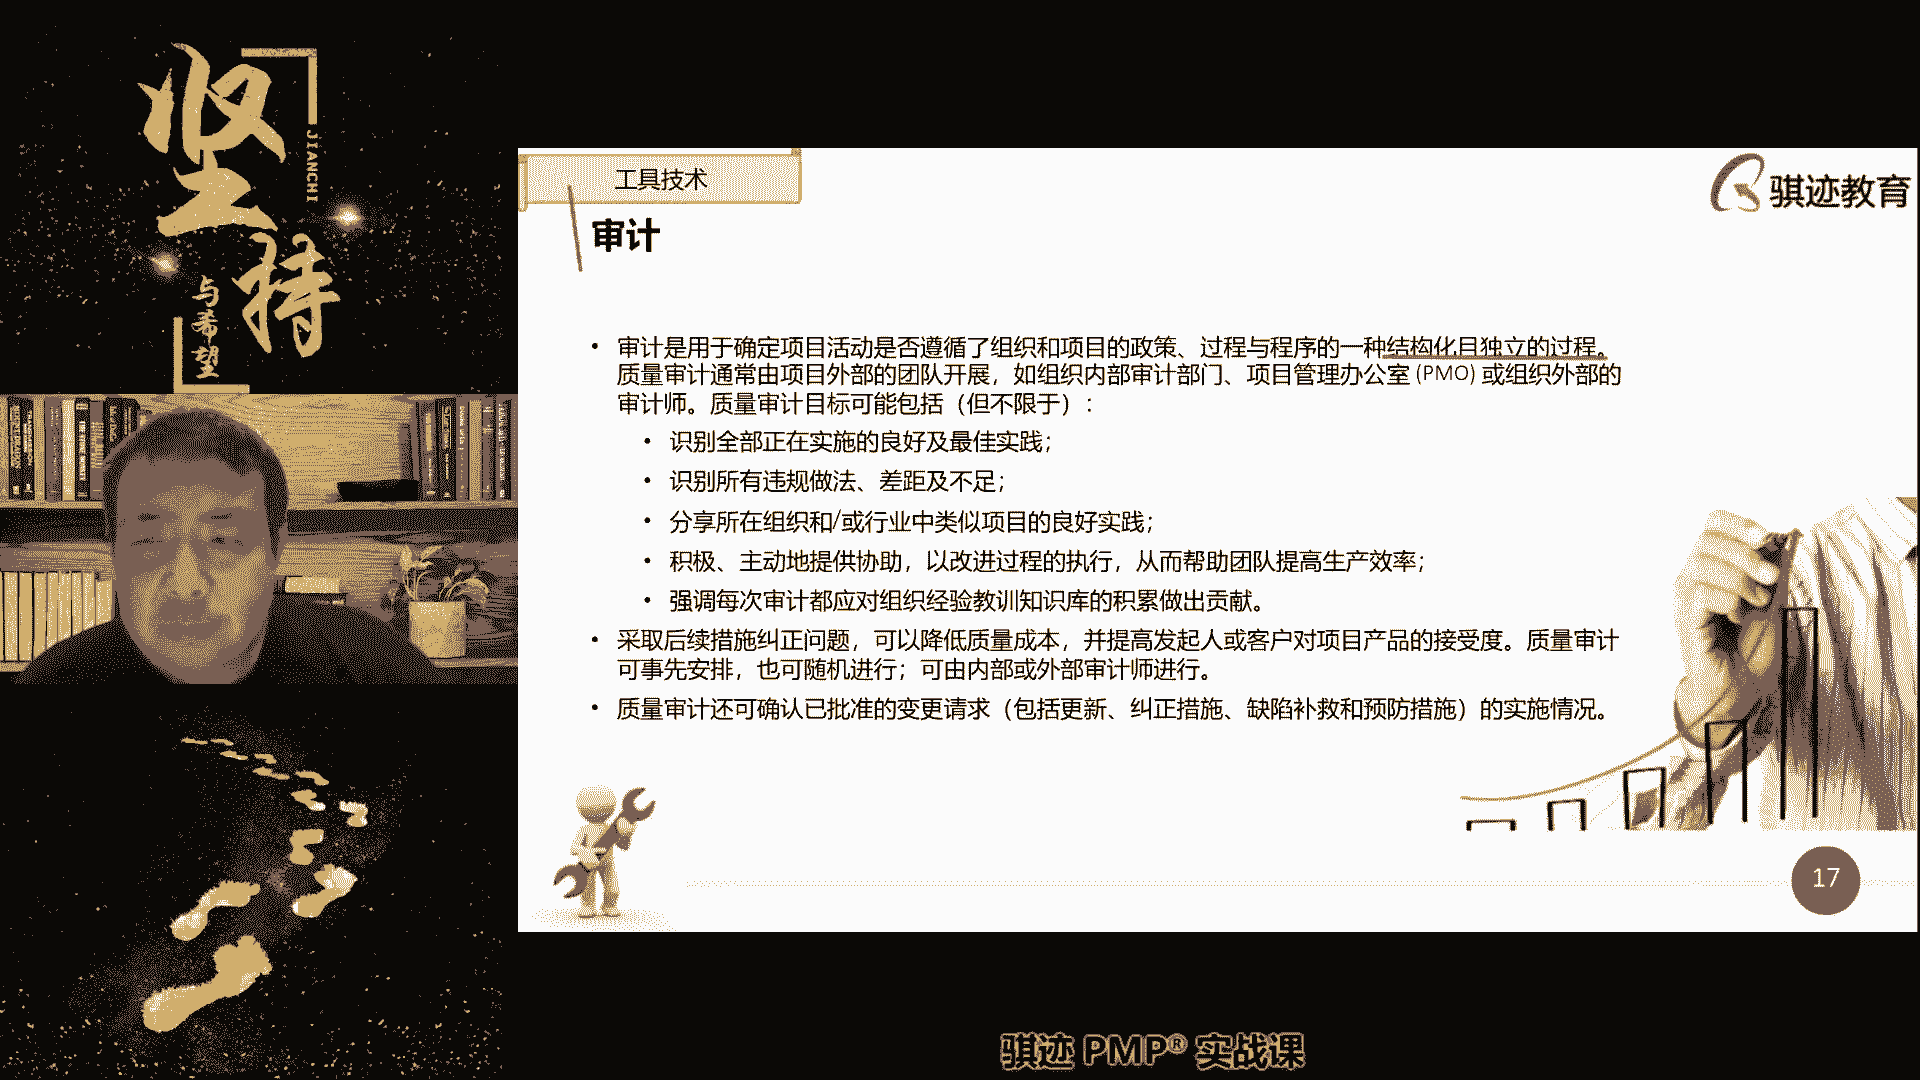 坚持
JIANCHI
与希望
工具技术
骐迹教育
审计
• 审计是用于确定项目活动是否遵循了组织和项目的政策、过程与程序的一种结构化且独立的过程。
质量审计通常由项目外部的团队开展，如组织内部审计部门、项目管理办公室 (PMO) 或组织外部的
审计师。质量审计目标可能包括（但不限于）：
• 识别全部正在实施的良好及最佳实践；
• 识别所有违规做法、差距及不足；
• 分享所在组织和/或行业中类似项目的良好实践；
• 积极、主动地提供协助，以改进过程的执行，从而帮助团队提高生产效率；
• 强调每次审计都应对组织经验教训知识库的积累做出贡献。
• 采取后续措施纠正问题，可以降低质量成本，并提高发起人或客户对项目产品的接受度。质量审计
可事先安排，也可随机进行；可由内部或外部审计师进行。
• 质量审计还可确认已批准的变更请求（包括更新、纠正措施、缺陷补救和预防措施）的实施情况。
17
骐迹 PMP® 实战课